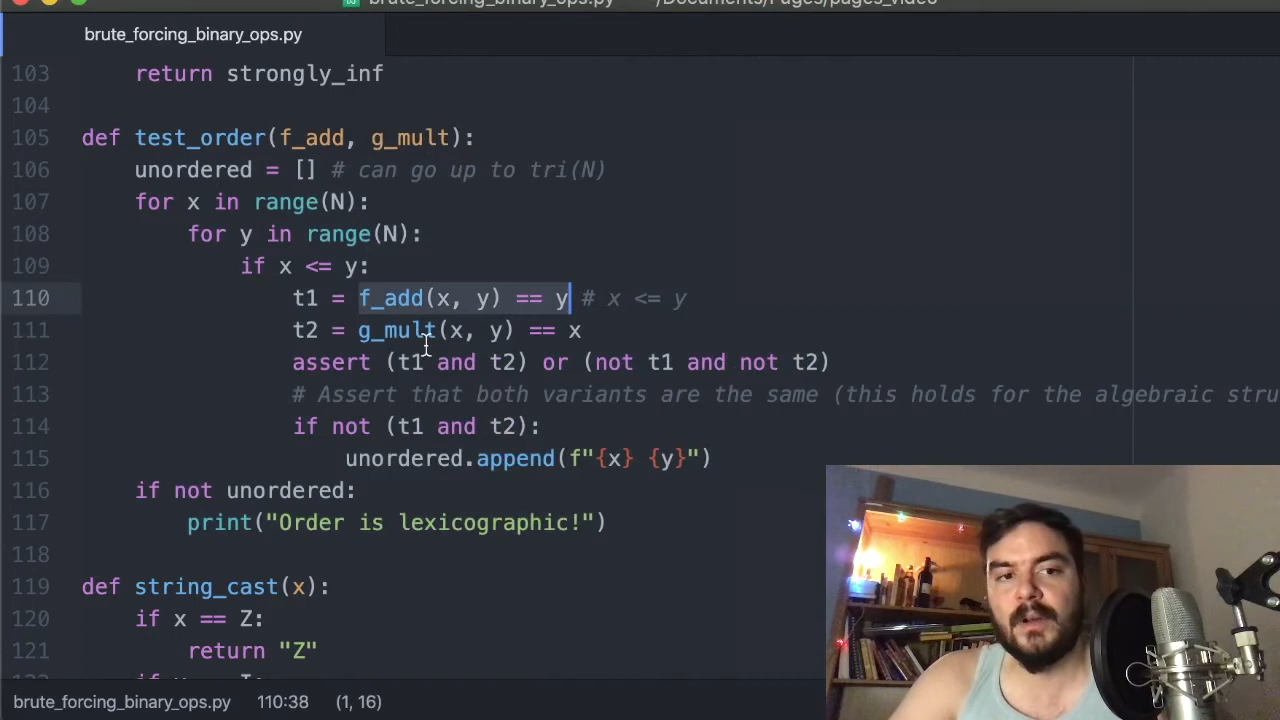 brute_forcing_binary_ops.py — ~/Documents/Pages/pages_video
brute_forcing_binary_ops.py
103 return strongly_inf
104
105 def test_order(f_add, g_mult):
106 unordered = [] # can go up to tri(N)
107 for x in range(N):
108 for y in range(N):
109 if x <= y:
110 t1 = f_add(x, y) == y # x <= y
111 t2 = g_mult(x, y) == x
112 assert (t1 and t2) or (not t1 and not t2)
113 # Assert that both variants are the same (this holds for the algebraic stru
114 if not (t1 and t2):
115 unordered.append(f"{x} {y}")
116 if not unordered:
117 print("Order is lexicographic!")
118
119 def string_cast(x):
120 if x == Z:
121 return "Z"
brute_forcing_binary_ops.py 110:38 (1, 16)